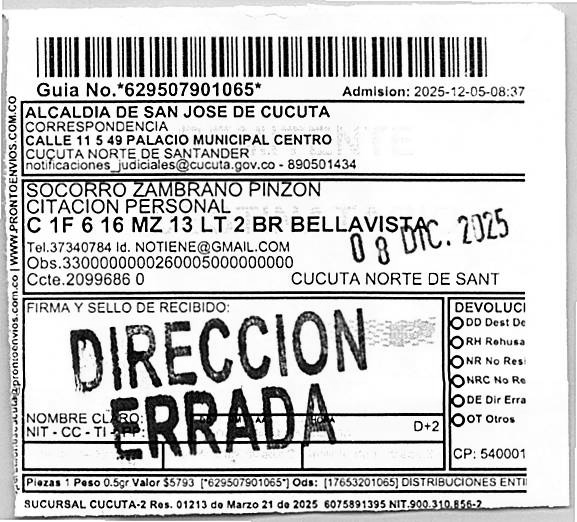 Guia No.*629507901065*
Admision: 2025-12-05-08:37
ALCALDIA DE SAN JOSE DE CUCUTA
CORRESPONDENCIA
CALLE 11 5 49 PALACIO MUNICIPAL CENTRO
CUCUTA NORTE DE SANTANDER
notificaciones_judiciales@cucuta.gov.co - 890501434
SOCORRO ZAMBRANO PINZON
CITACION PERSONAL
C 1F 6 16 MZ 13 LT 2 BR BELLAVISTA
08 DIC. 2025
Tel.37340784 Id. NOTIENE@GMAIL.COM
Obs.
Ccte.2099686 0
CUCUTA NORTE DE SANT
FIRMA Y SELLO DE RECIBIDO:
DIRECCION
ERRADA
NOMBRE CLARO:
HORA
NIT - CC - TI -
D+2
DEVOLUCI
DD Dest De
RH Rehusa
NR No Resi
NRC No Re
DE Dir Erra
OT Otros
CP: 540001
Piezas 1 Peso 0.5gr Valor $5793 [*629507901065*] Ods: [17653201065] DISTRIBUCIONES ENTI
SUCURSAL CUCUTA-2 Res. 01213 de Marzo 21 de 2025 6075891395 NIT.900.310.856-2
| WWW.PRONTOENVIOS.COM.CO